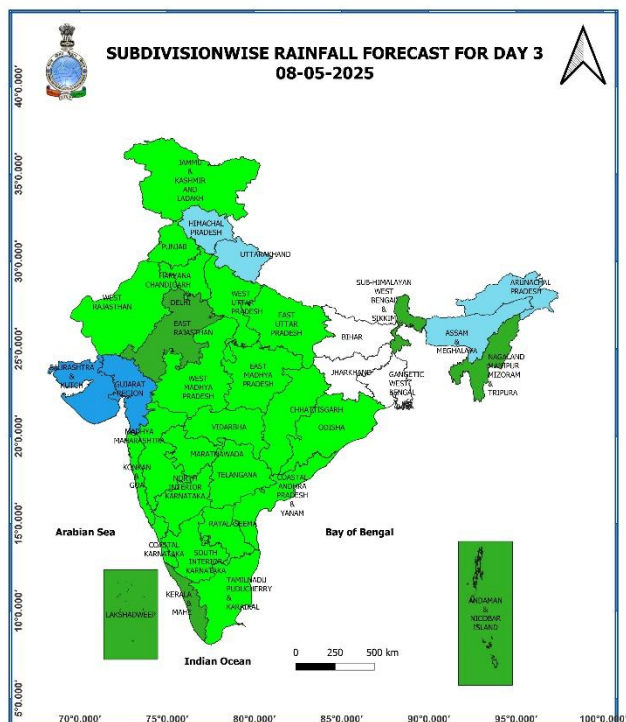 SUBDIVISIONWISE RAINFALL FORECAST FOR DAY 3
08-05-2025
40°0.000'
35°0.000'
30°0.000'
25°0.000'
20°0.000'
15°0.000'
10°0.000'
5°0.000'
JAMMU
&
KASHMIR
AND
LADAKH
HIMACHAL
PRADESH
PUNJAB
UTTARAKHAND
HARYANA
CHANDIGARH
DELHI
WEST
RAJASTHAN
EAST
RAJASTHAN
WEST
UTTAR
PRADESH
EAST
UTTAR
PRADESH
SUB-HIMALAYAN
WEST
BENGAL
&
SIKKIM
ARUNACHAL
PRADESH
ASSAM
&
MEGHALAYA
NAGALAND
MANIPUR
MIZORAM
&
TRIPURA
BIHAR
JHARKHAND
GANGETIC
WEST
BENGAL
SAURASHTRA
&
KUTCH
GUJARAT
REGION
WEST
MADHYA
PRADESH
EAST
MADHYA
PRADESH
CHHATTISGARH
ODISHA
VIDARBHA
MADHYA
MAHARASHTRA
MARATHAWADA
KONKAN
&
GOA
NORTH
INTERIOR
KARNATAKA
TELANGANA
COASTAL
ANDHRA
PRADESH
&
YANAM
RAYALASEEMA
COASTAL
KARNATAKA
SOUTH
INTERIOR
KARNATAKA
TAMILNADU
PUDUCHERRY
&
KARAIKAL
KERALA
&
MAHE
LAKSHADWEEP
ANDAMAN
&
NICOBAR
ISLAND
Arabian Sea
Bay of Bengal
Indian Ocean
0 250 500 km
70°0.000' 75°0.000' 80°0.000' 85°0.000' 90°0.000' 95°0.000' 100°0.000'